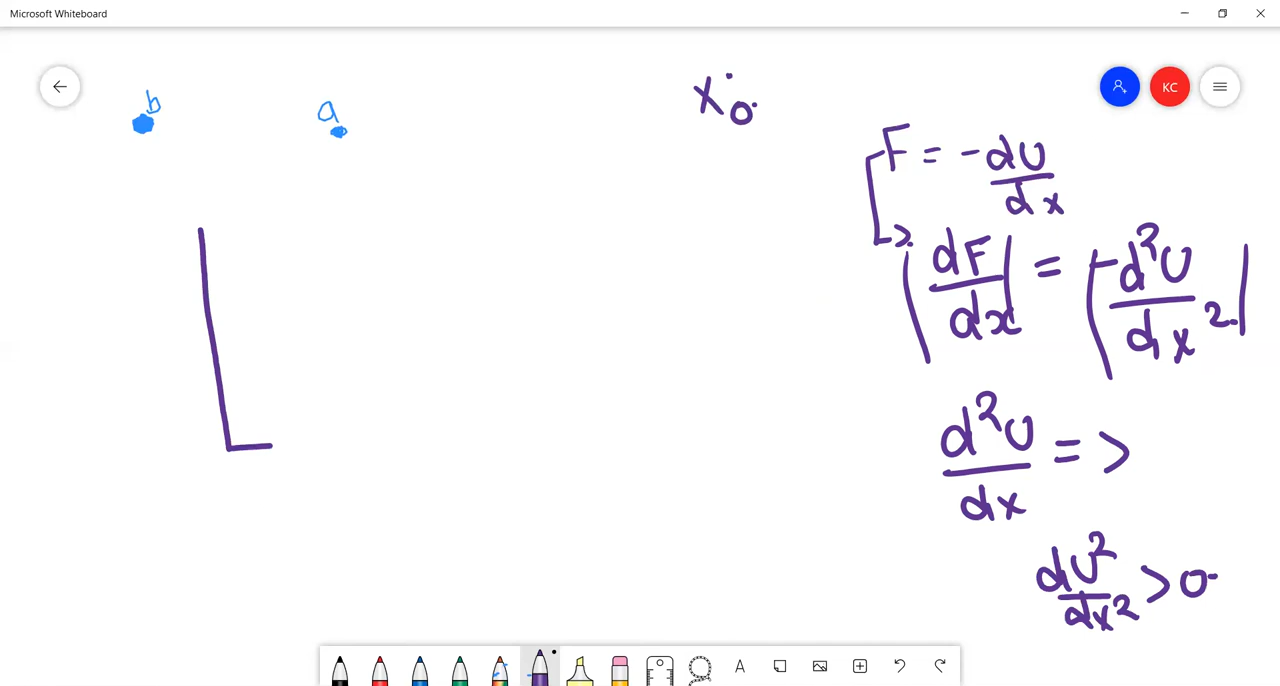 Microsoft Whiteboard
b
a
x₀
KC
F = -dU/dx
|dF/dx| = |-d²U/dx²|
d²U/dx = >
dU²/dx² > 0
A